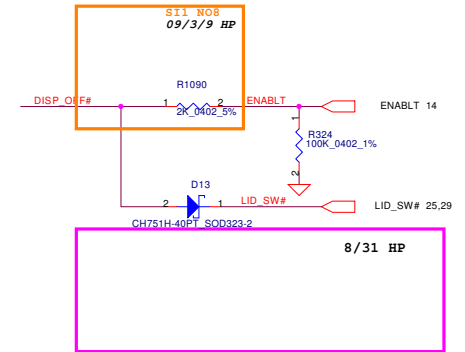 SI1 NO8
09/3/9 HP
R1090
DISP_OFF# 1 2 ENABLT ENABLT 14
2K_0402_5%
1
R324
100K_0402_1%
2
D13
2 1 LID_SW# LID_SW# 25,29
CH751H-40PT_SOD323-2
8/31 HP